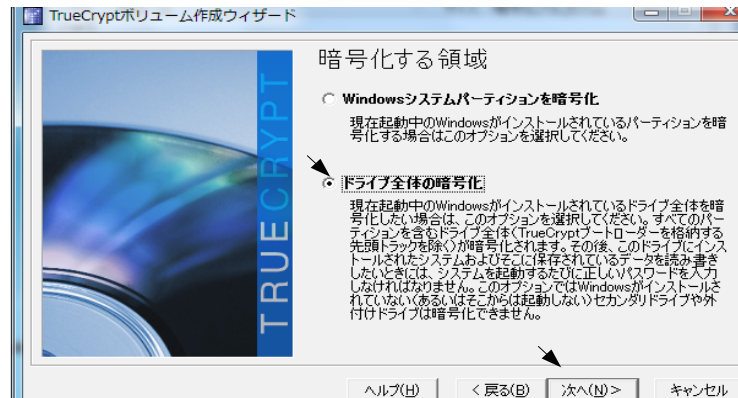 TrueCryptボリューム作成ウィザード
TRUECRYPT
暗号化する領域
Windowsシステムパーティションを暗号化
現在起動中のWindowsがインストールされているパーティションを暗
号化する場合はこのオプションを選択してください。
ドライブ全体の暗号化
現在起動中のWindowsがインストールされているドライブ全体を暗
号化したい場合は、このオプションを選択してください。すべてのパー
ティションを含むドライブ全体(TrueCryptブートローダーを格納する
先頭トラックを除く)が暗号化されます。その後、このドライブにインス
トールされたシステムおよびそこに保存されているデータを読み書き
したいときには、システムを起動するたびに正しいパスワードを入力
しなければなりません。このオプションではWindowsがインストールさ
れていない(あるいはそこからは起動しない)セカンダリドライブや外
付けドライブは暗号化できません。
ヘルプ(H) < 戻る(B) 次へ(N) > キャンセル